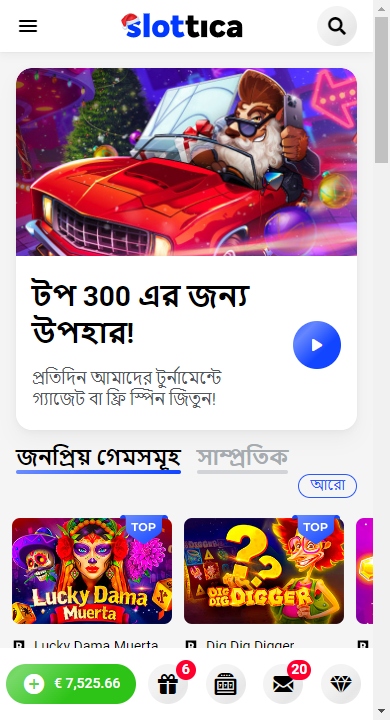 slottica
টপ 300 এর জন্য
উপহার!
প্রতিদিন আমাদের টুর্নামেন্টে
গ্যাজেট বা ফ্রি স্পিন জিতুন!
জনপ্রিয় গেমসমূহ সাম্প্রতিক
আরো
TOP TOP
Lucky Dama
Muerta
DIG DIG DIGGER
Lucky Dama Muerta Dig Dig Digger
€ 7,525.66 6 20